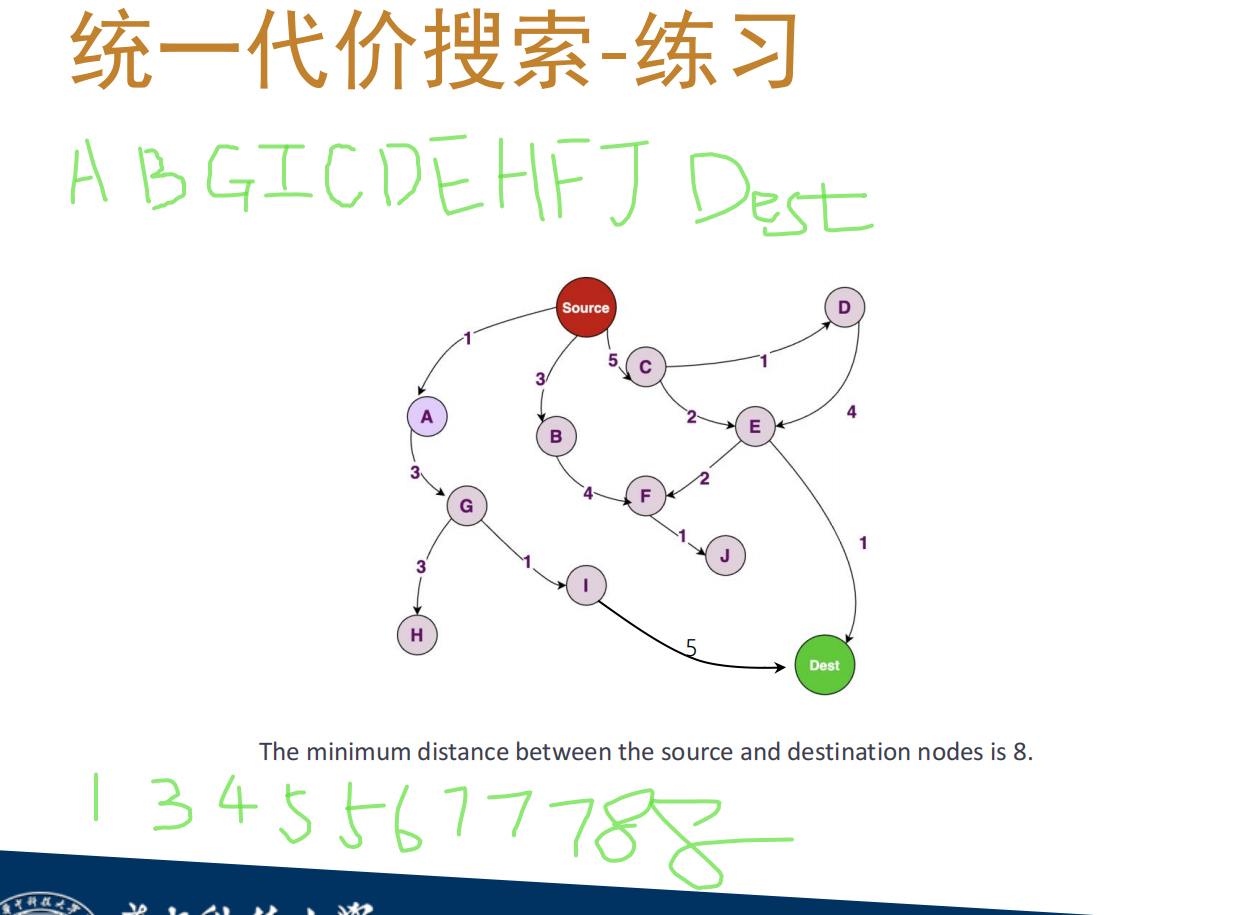 统一代价搜索-练习
A B G I C D E H F J Dest
Source
D
1
5
C
1
3
2
4
A
B
E
3
4
F
2
G
1
J
1
3
1
I
H
5
Dest
The minimum distance between the source and destination nodes is 8.
1 3 4 5 5 6 7 7 7 8 8